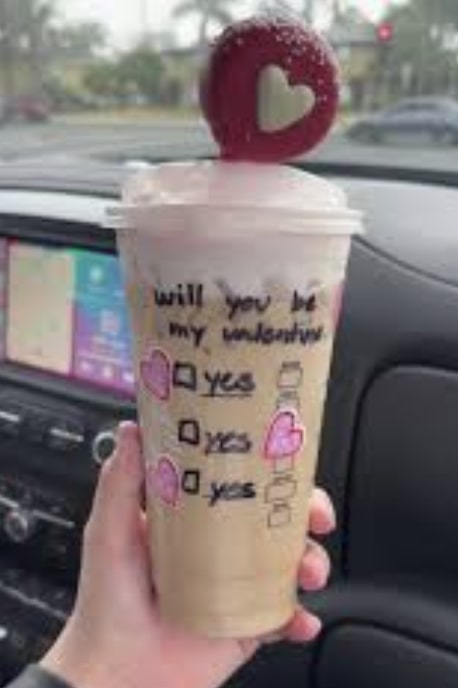 will you be
my valentine
yes
yes
yes